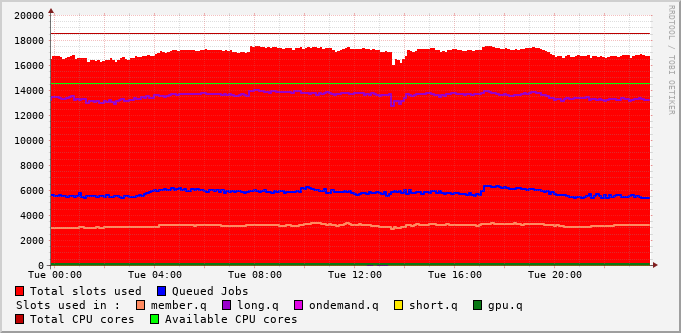 20000
18000
16000
14000
12000
10000
8000
6000
4000
2000
0
Tue 00:00 Tue 04:00 Tue 08:00 Tue 12:00 Tue 16:00 Tue 20:00
Total slots used Queued Jobs
Slots used in : member.q long.q ondemand.q short.q gpu.q
Total CPU cores Available CPU cores
RRDTOOL / TOBI OETIKER